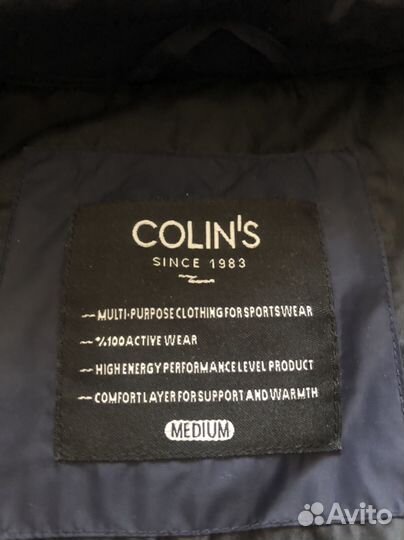 COLIN'S
SINCE 1983
— MULTI-PURPOSE CLOTHING FOR SPORTSWEAR
— %100 ACTIVE WEAR
— HIGH ENERGY PERFORMANCE LEVEL PRODUCT
— COMFORT LAYER FOR SUPPORT AND WARMTH
MEDIUM
Avito